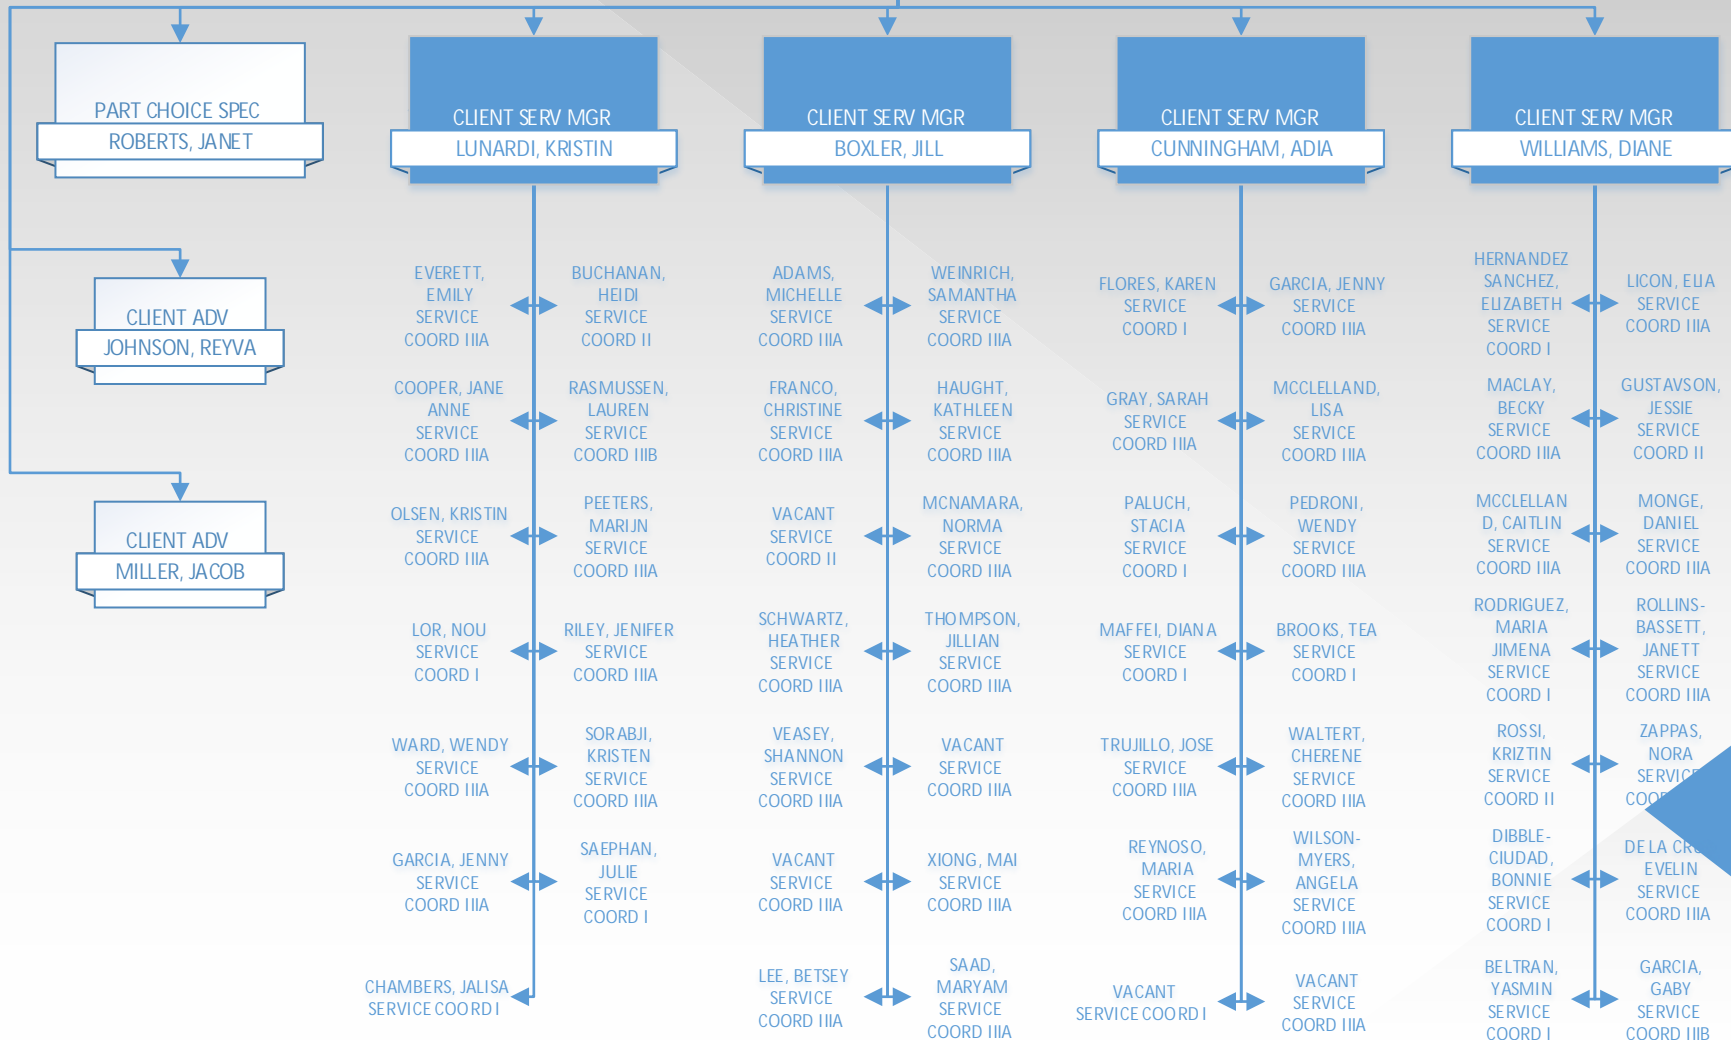 PART CHOICE SPEC
ROBERTS, JANET
CLIENT ADV
JOHNSON, REYVA
CLIENT ADV
MILLER, JACOB
CLIENT SERV MGR
LUNARDI, KRISTIN
EVERETT,
EMILY
SERVICE
COORD IIIA
BUCHANAN,
HEIDI
SERVICE
COORD II
COOPER, JANE
ANNE
SERVICE
COORD IIIA
RASMUSSEN,
LAUREN
SERVICE
COORD IIIB
OLSEN, KRISTIN
SERVICE
COORD IIIA
PEETERS,
MARIJN
SERVICE
COORD IIIA
LOR, NOU
SERVICE
COORD I
RILEY, JENIFER
SERVICE
COORD IIIA
WARD, WENDY
SERVICE
COORD IIIA
SORABJI,
KRISTEN
SERVICE
COORD IIIA
GARCIA, JENNY
SERVICE
COORD IIIA
SAEPHAN,
JULIE
SERVICE
COORD I
CHAMBERS, JALISA
SERVICE COORD I
CLIENT SERV MGR
BOXLER, JILL
ADAMS,
MICHELLE
SERVICE
COORD IIIA
WEINRICH,
SAMANTHA
SERVICE
COORD IIIA
FRANCO,
CHRISTINE
SERVICE
COORD IIIA
HAUGHT,
KATHLEEN
SERVICE
COORD IIIA
VACANT
SERVICE
COORD II
MCNAMARA,
NORMA
SERVICE
COORD IIIA
SCHWARTZ,
HEATHER
SERVICE
COORD IIIA
THOMPSON,
JILLIAN
SERVICE
COORD IIIA
VEASEY,
SHANNON
SERVICE
COORD IIIA
VACANT
SERVICE
COORD IIIA
VACANT
SERVICE
COORD IIIA
XIONG, MAI
SERVICE
COORD IIIA
LEE, BETSEY
SERVICE
COORD IIIA
SAAD,
MARYAM
SERVICE
COORD IIIA
CLIENT SERV MGR
CUNNINGHAM, ADIA
FLORES, KAREN
SERVICE
COORD I
GARCIA, JENNY
SERVICE
COORD IIIA
GRAY, SARAH
SERVICE
COORD IIIA
MCCLELLAND,
LISA
SERVICE
COORD IIIA
PALUCH,
STACIA
SERVICE
COORD I
PEDRONI,
WENDY
SERVICE
COORD IIIA
MAFFEI, DIANA
SERVICE
COORD I
BROOKS, TEA
SERVICE
COORD I
TRUJILLO, JOSE
SERVICE
COORD IIIA
WALTERT,
CHERENE
SERVICE
COORD IIIA
REYNOSO,
MARIA
SERVICE
COORD IIIA
WILSON-
MYERS,
ANGELA
SERVICE
COORD IIIA
VACANT
SERVICE COORD I
VACANT
SERVICE
COORD IIIA
CLIENT SERV MGR
WILLIAMS, DIANE
HERNANDEZ
SANCHEZ,
ELIZABETH
SERVICE
COORD I
LICON, ELIA
SERVICE
COORD IIIA
MACLAY,
BECKY
SERVICE
COORD IIIA
GUSTAVSON,
JESSIE
SERVICE
COORD II
MCCLELLAN
D, CAITLIN
SERVICE
COORD IIIA
MONGE,
DANIEL
SERVICE
COORD IIIA
RODRIGUEZ,
MARIA
JIMENA
SERVICE
COORD I
ROLLINS-
BASSETT,
JANETT
SERVICE
COORD IIIA
ROSSI,
KRIZTIN
SERVICE
COORD II
ZAPPAS,
NORA
SERVICE
DIBBLE-
CIUDAD,
BONNIE
SERVICE
COORD I
DE LA
EVELIN
SERVICE
COORD IIIA
BELTRAN,
YASMIN
SERVICE
COORD I
GARCIA,
GABY
SERVICE
COORD IIIB